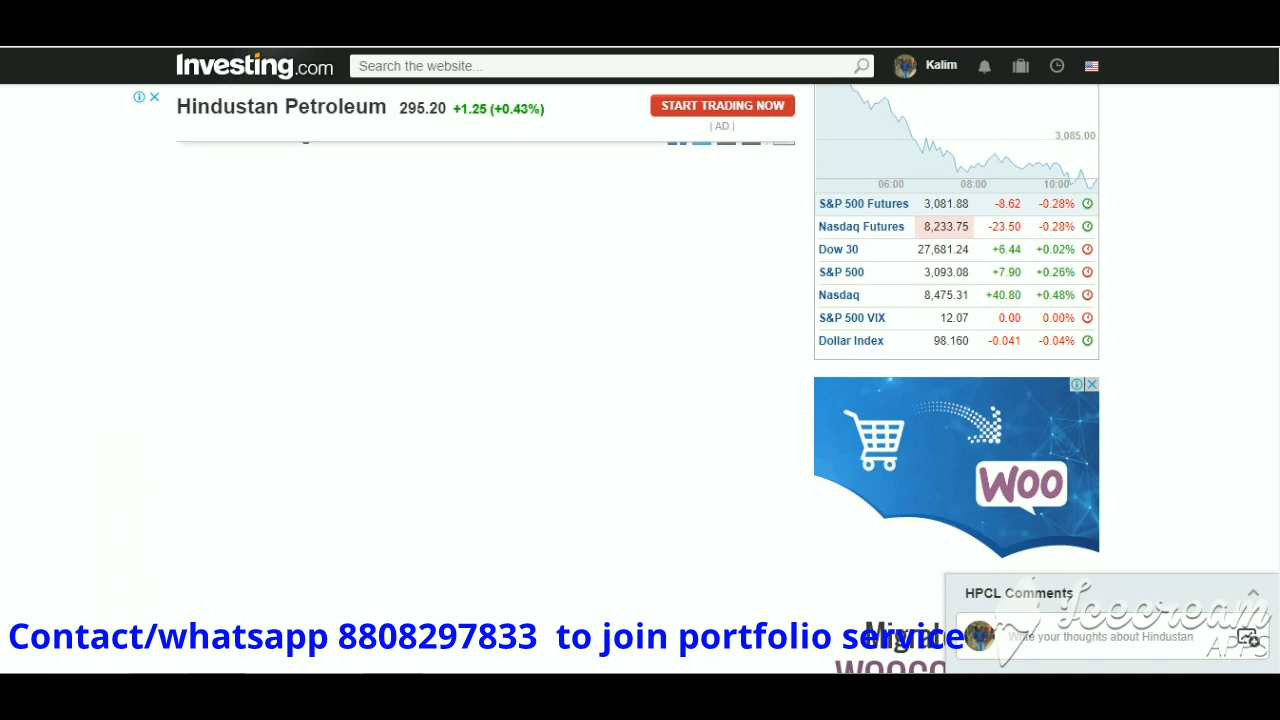 Investing.com
Search the website...
Kalim
Hindustan Petroleum 295.20 +1.25 (+0.43%)
START TRADING NOW
| AD |
3,085.00
06:00 08:00 10:00
S&P 500 Futures 3,081.88 -8.62 -0.28%
Nasdaq Futures 8,233.75 -23.50 -0.28%
Dow 30 27,681.24 +6.44 +0.02%
S&P 500 3,093.08 +7.90 +0.26%
Nasdaq 8,475.31 +40.80 +0.48%
S&P 500 VIX 12.07 0.00 0.00%
Dollar Index 98.160 -0.041 -0.04%
WOO
HPCL Comments
Write your thoughts about Hindustan
Icecream
APPS
Contact/whatsapp 8808297833 to join portfolio service